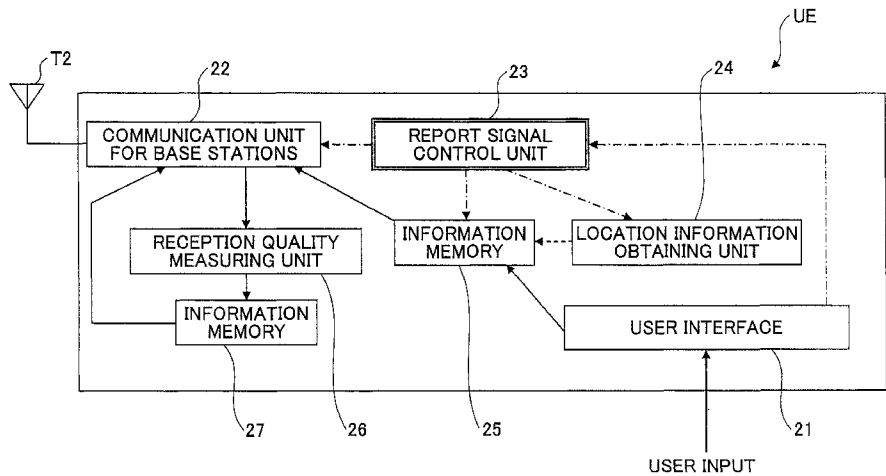 UE
T2
22
23
24
COMMUNICATION UNIT
FOR BASE STATIONS
REPORT SIGNAL
CONTROL UNIT
RECEPTION QUALITY
MEASURING UNIT
INFORMATION
MEMORY
LOCATION INFORMATION
OBTAINING UNIT
INFORMATION
MEMORY
USER INTERFACE
27
26
25
21
USER INPUT